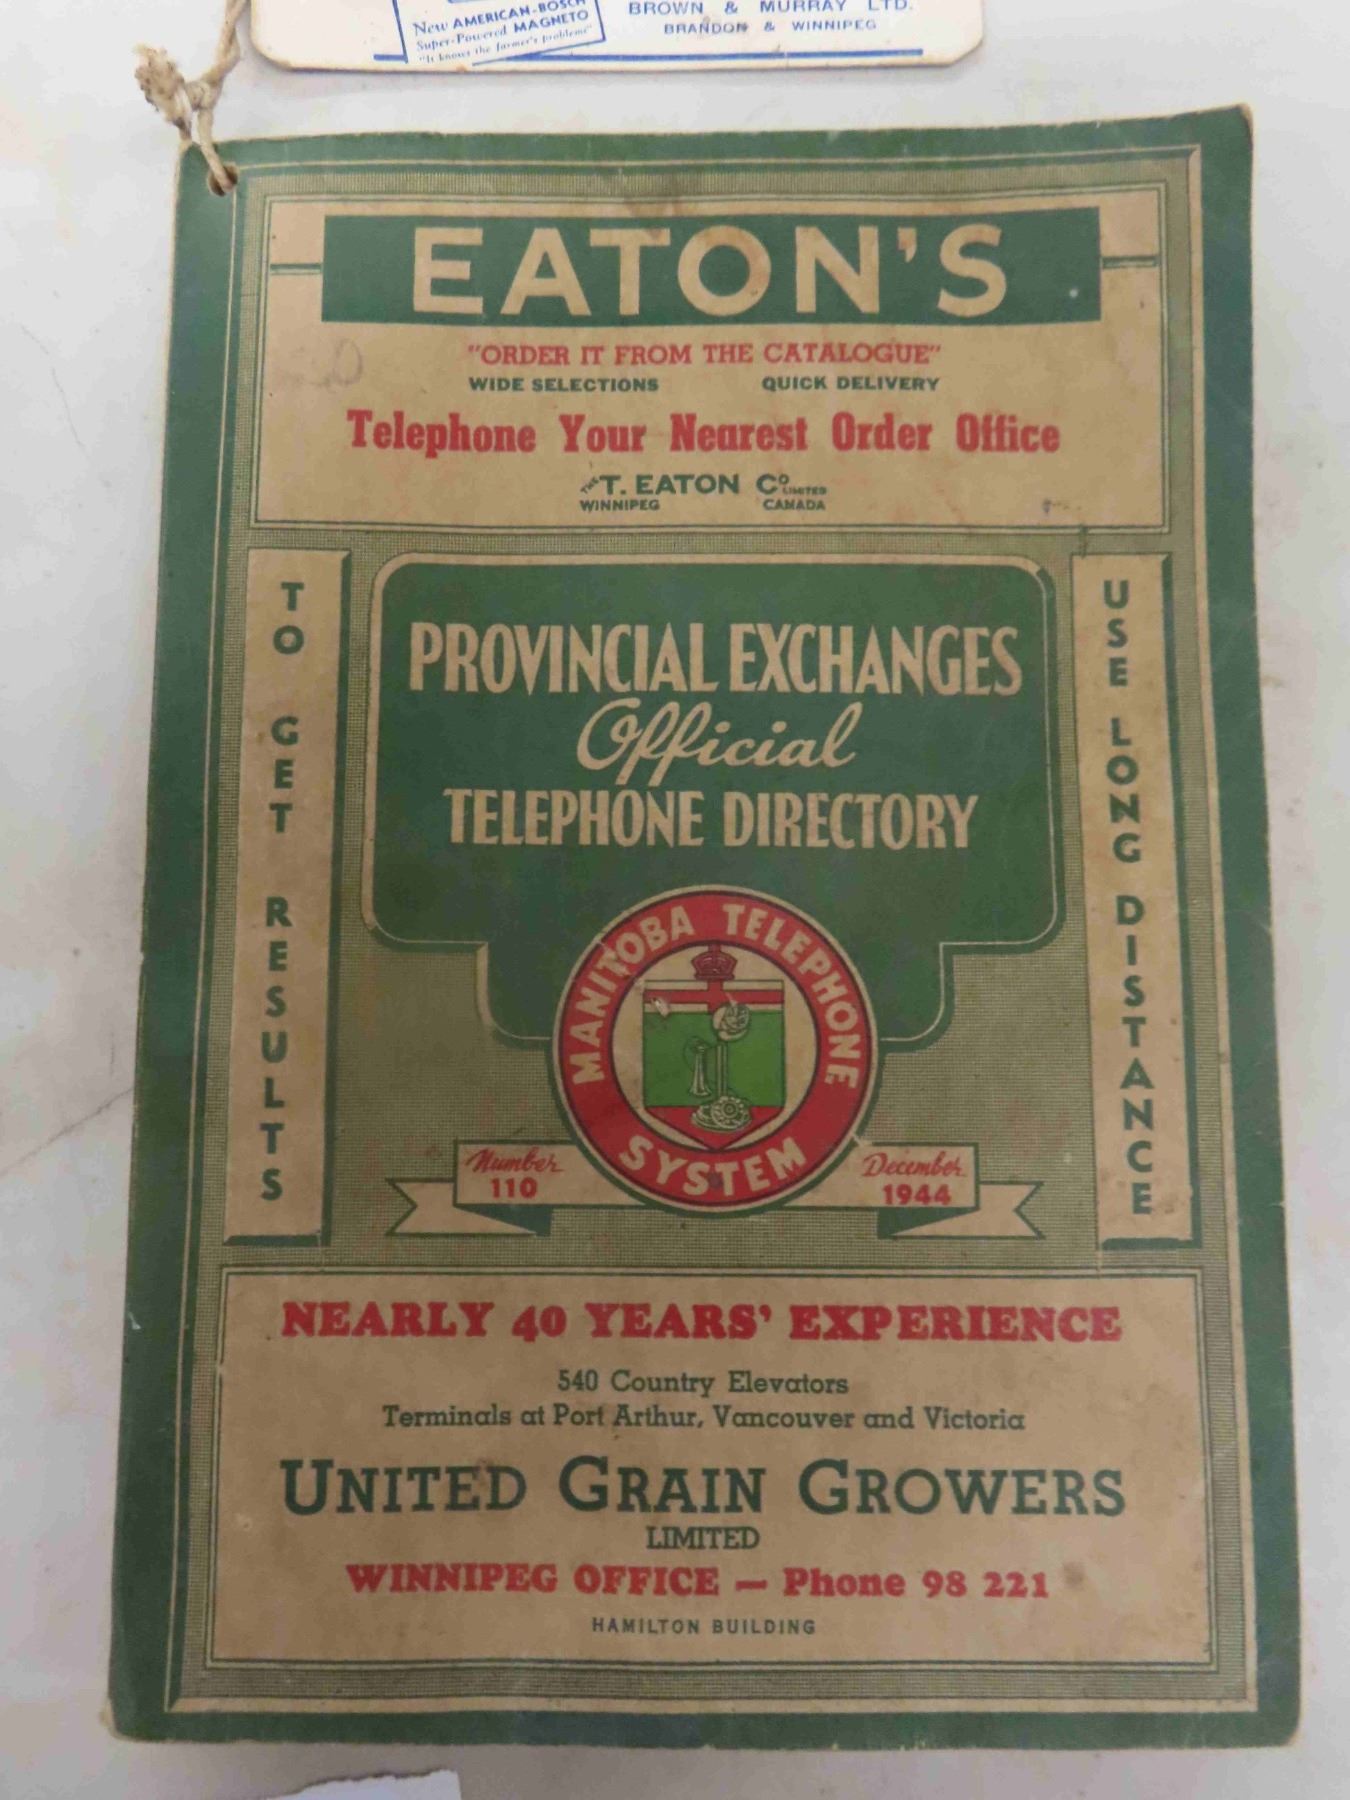 New AMERICAN-BOSCH
Super-Powered MAGNETO
"It knows the farmer's problems"
BROWN & MURRAY LTD.
BRANDON & WINNIPEG
EATON'S
"ORDER IT FROM THE CATALOGUE"
WIDE SELECTIONS QUICK DELIVERY
Telephone Your Nearest Order Office
THE T. EATON Co LIMITED
WINNIPEG CANADA
TO GET RESULTS
PROVINCIAL EXCHANGES
Official
TELEPHONE DIRECTORY
USE LONG DISTANCE
MANITOBA TELEPHONE
SYSTEM
Number
110
December
1944
NEARLY 40 YEARS' EXPERIENCE
540 Country Elevators
Terminals at Port Arthur, Vancouver and Victoria
UNITED GRAIN GROWERS
LIMITED
WINNIPEG OFFICE — Phone 98 221
HAMILTON BUILDING